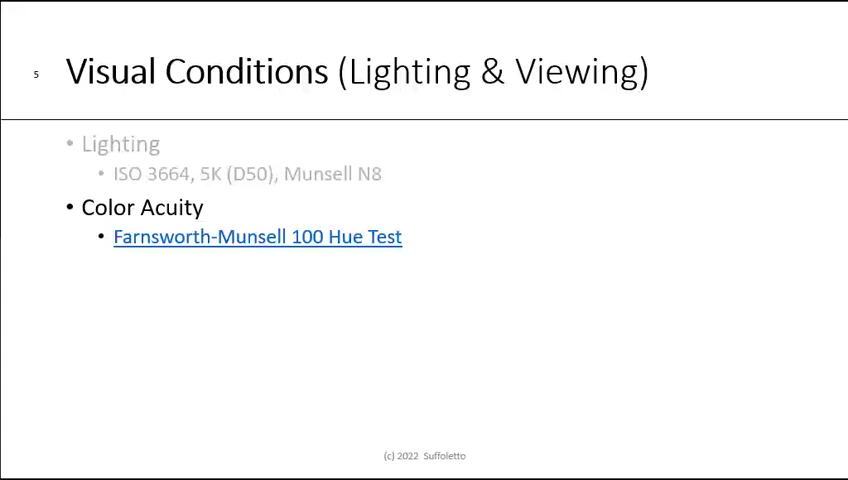 5
Visual Conditions (Lighting & Viewing)
• Lighting
• ISO 3664, 5K (D50), Munsell N8
• Color Acuity
• Farnsworth-Munsell 100 Hue Test
(c) 2022 Suffoletto